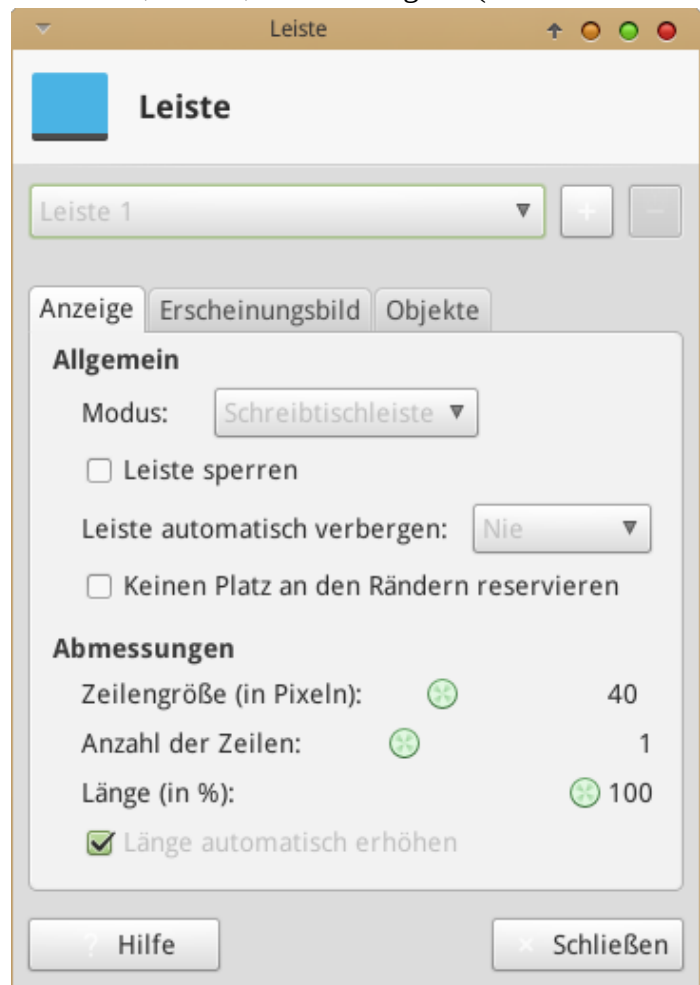 Leiste
Leiste
Leiste 1
Anzeige Erscheinungsbild Objekte
Allgemein
Modus: Schreibtischleiste
Leiste sperren
Leiste automatisch verbergen: Nie
Keinen Platz an den Rändern reservieren
Abmessungen
Zeilengröße (in Pixeln): 40
Anzahl der Zeilen: 1
Länge (in %): 100
Länge automatisch erhöhen
? Hilfe × Schließen